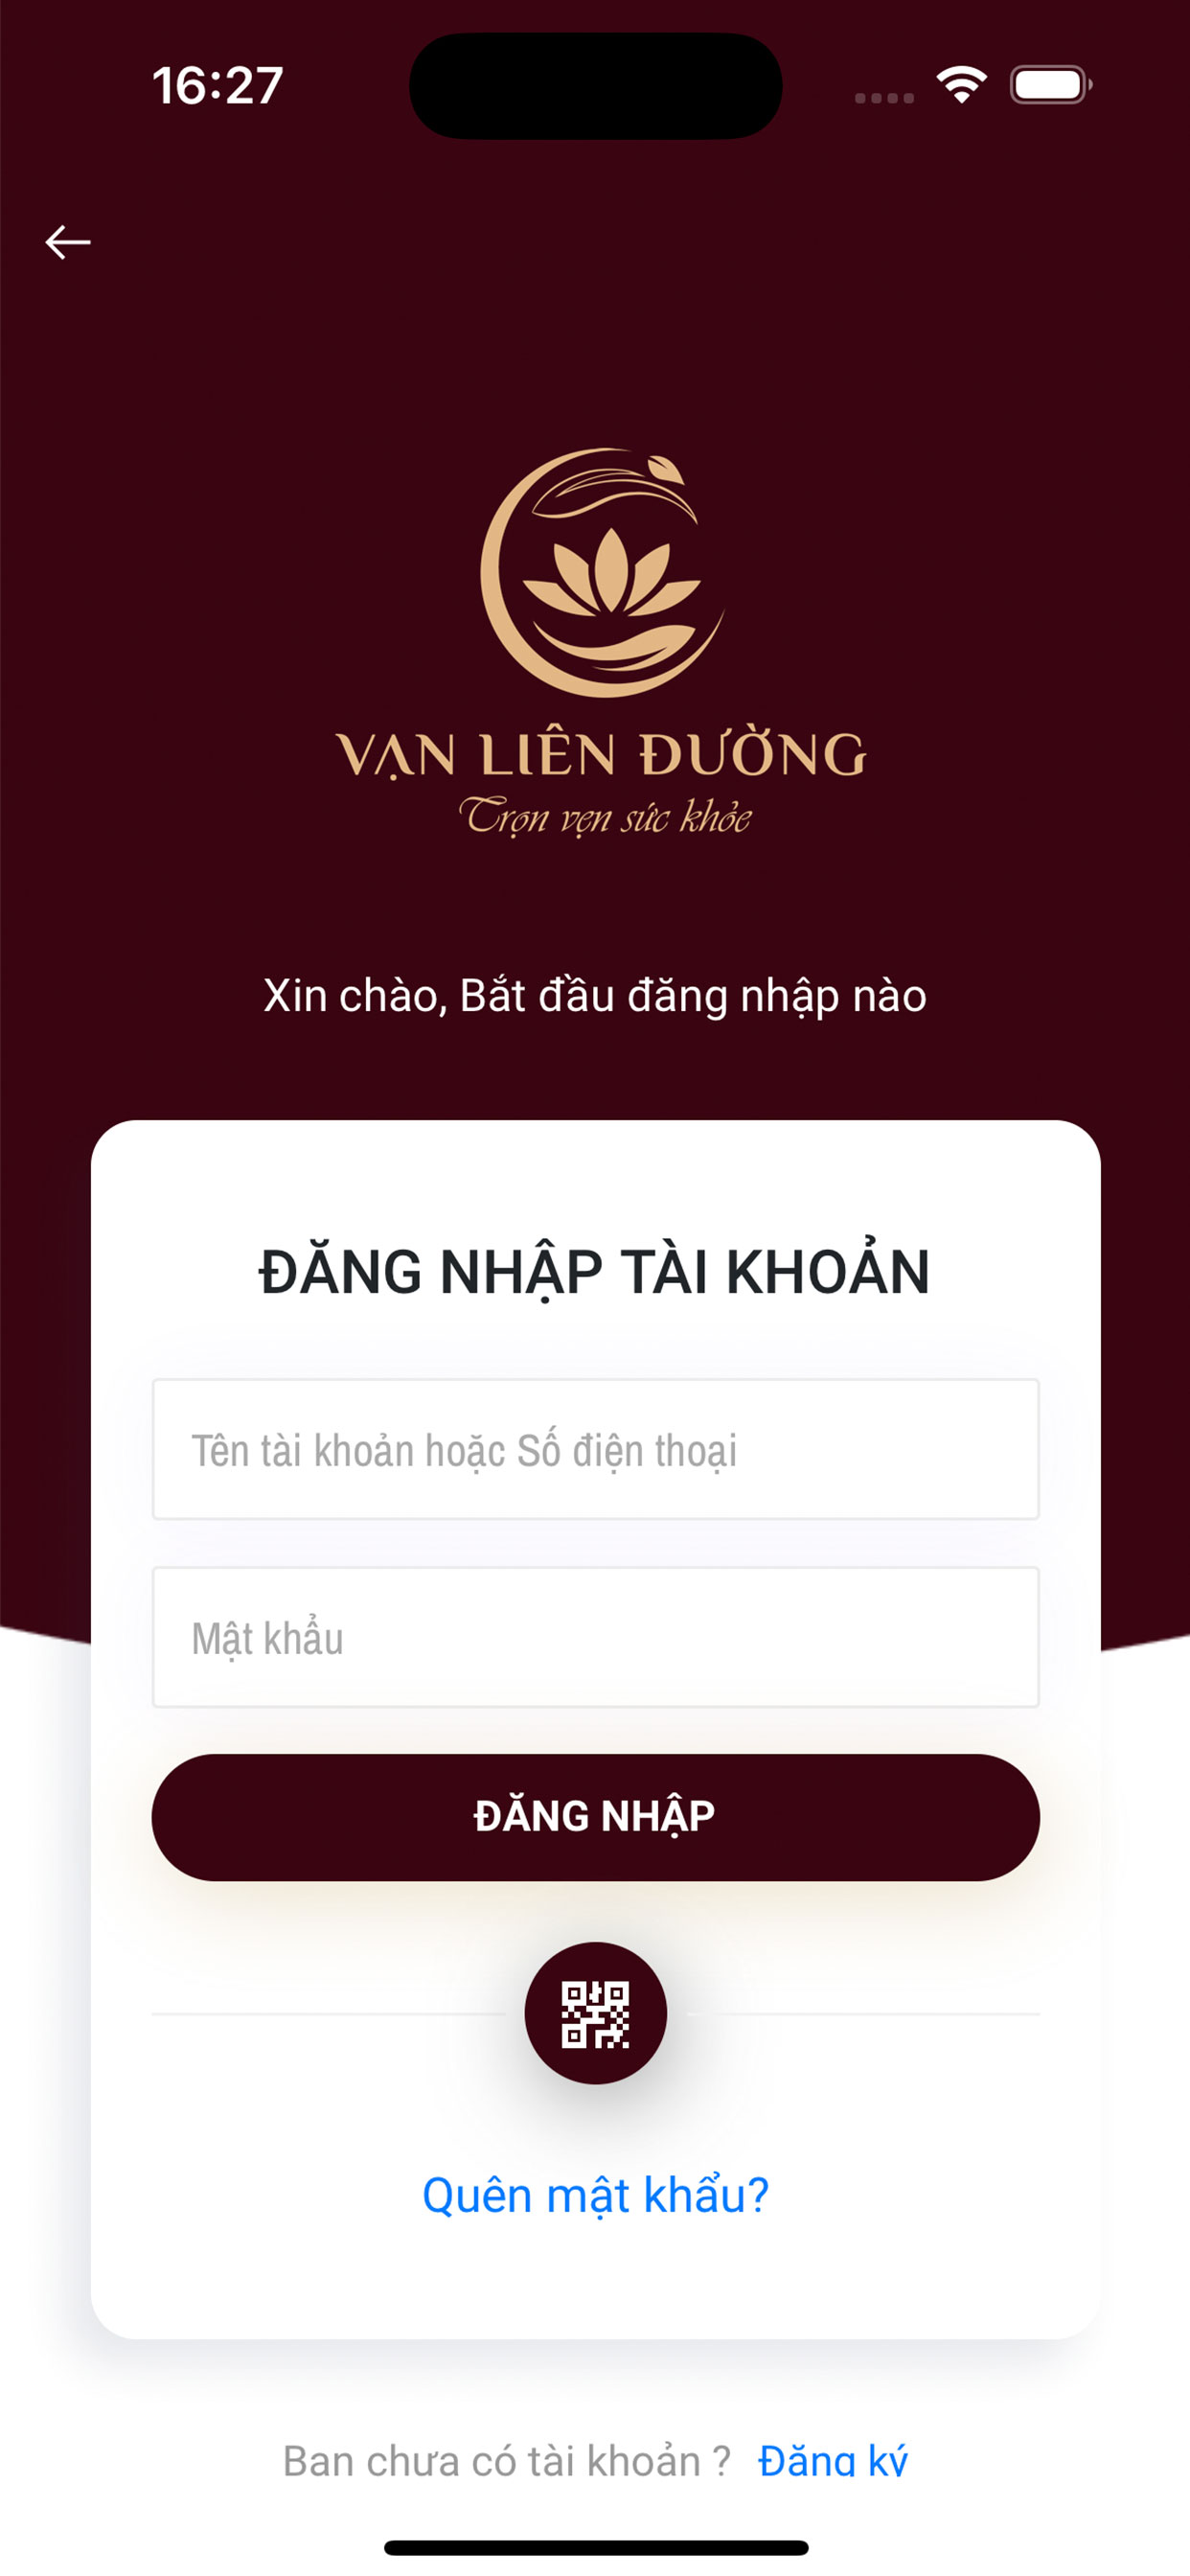 16:27
VẠN LIÊN ĐƯỜNG
Trọn vẹn sức khỏe
Xin chào, Bắt đầu đăng nhập nào
ĐĂNG NHẬP TÀI KHOẢN
Tên tài khoản hoặc Số điện thoại
Mật khẩu
ĐĂNG NHẬP
Quên mật khẩu?
Bạn chưa có tài khoản ? Đăng ký